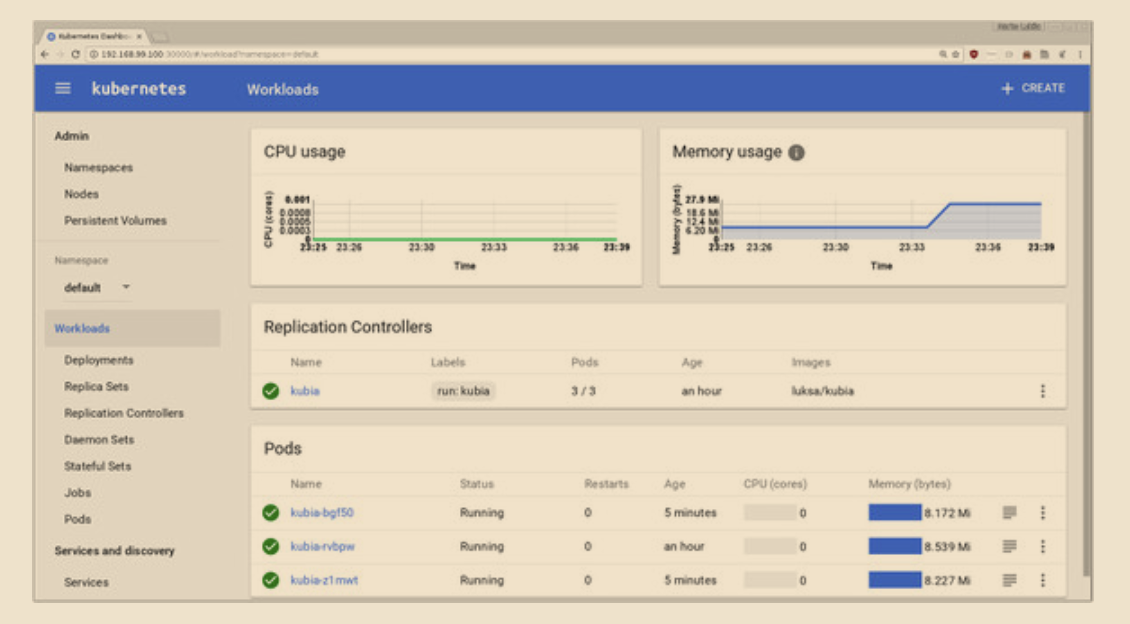 Kubernetes Dashbo
192.168.99.100:30000/#/workload?namespace=default
kubernetes
Workloads
+ CREATE
Admin
Namespaces
Nodes
Persistent Volumes
Namespace
default
Workloads
Deployments
Replica Sets
Replication Controllers
Daemon Sets
Stateful Sets
Jobs
Pods
Services and discovery
Services
CPU usage
CPU (cores)
0.001
0.0008
0.0005
0.0003
0
23:25 23:26 23:30 23:33 23:36 23:39
Time
Memory usage
Memory (bytes)
27.9 Mi
18.6 Mi
12.4 Mi
6.20 Mi
0
23:25 23:26 23:30 23:33 23:36 23:39
Time
Replication Controllers
Name Labels Pods Age Images
kubia run: kubia 3 / 3 an hour luksa/kubia
Pods
Name Status Restarts Age CPU (cores) Memory (bytes)
kubia-bgf50 Running 0 5 minutes 0 8.172 Mi
kubia-rvbpw Running 0 an hour 0 8.539 Mi
kubia-z1mwt Running 0 5 minutes 0 8.227 Mi